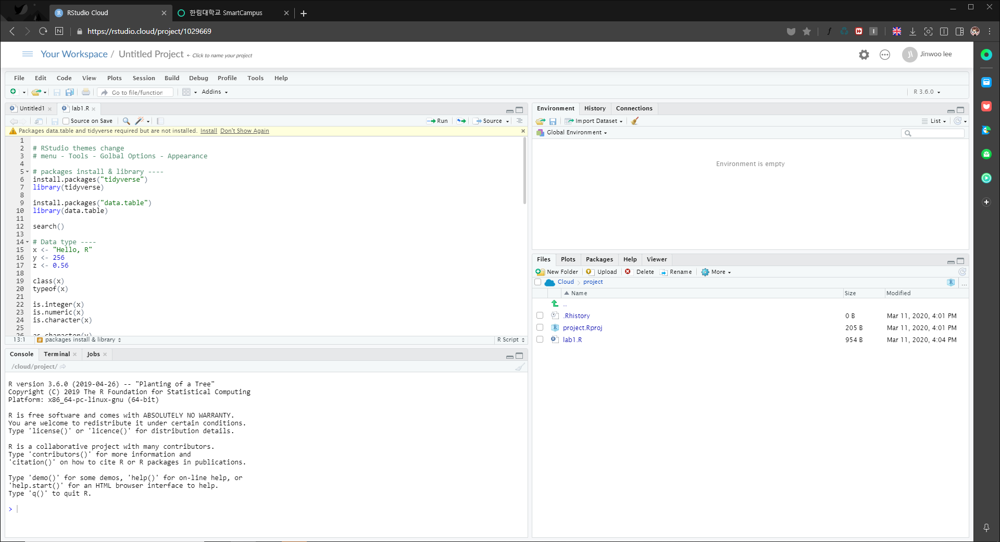 RStudio Cloud
한림대학교 SmartCampus
https://rstudio.cloud/project/1029669
Your Workspace / Untitled Project ← Click to name your project
JI Jinwoo lee
File Edit Code View Plots Session Build Debug Profile Tools Help
Go to file/function Addins
R 3.6.0
Untitled1 lab1.R
Source on Save Run Source
Packages data.table and tidyverse required but are not installed. Install Don't Show Again
1
2 # RStudio themes change
3 # menu - Tools - Golbal Options - Appearance
4
5 # packages install & library ----
6 install.packages("tidyverse")
7 library(tidyverse)
8
9 install.packages("data.table")
10 library(data.table)
11
12 search()
13
14 # Data type ----
15 x <- "Hello, R"
16 y <- 256
17 z <- 0.56
18
19 class(x)
20 typeof(x)
21
22 is.integer(x)
23 is.numeric(x)
24 is.character(x)
25
26 as.character(y)
13:1 # packages install & library R Script
Console Terminal Jobs
/cloud/project/
R version 3.6.0 (2019-04-26) -- "Planting of a Tree"
Copyright (C) 2019 The R Foundation for Statistical Computing
Platform: x86_64-pc-linux-gnu (64-bit)
R is free software and comes with ABSOLUTELY NO WARRANTY.
You are welcome to redistribute it under certain conditions.
Type 'license()' or 'licence()' for distribution details.
R is a collaborative project with many contributors.
Type 'contributors()' for more information and
'citation()' on how to cite R or R packages in publications.
Type 'demo()' for some demos, 'help()' for on-line help, or
'help.start()' for an HTML browser interface to help.
Type 'q()' to quit R.
>
Environment History Connections
Import Dataset List
Global Environment
Environment is empty
Files Plots Packages Help Viewer
New Folder Upload Delete Rename More
Cloud project ...
Name Size Modified
..
.Rhistory 0 B Mar 11, 2020, 4:01 PM
project.Rproj 205 B Mar 11, 2020, 4:01 PM
lab1.R 954 B Mar 11, 2020, 4:04 PM